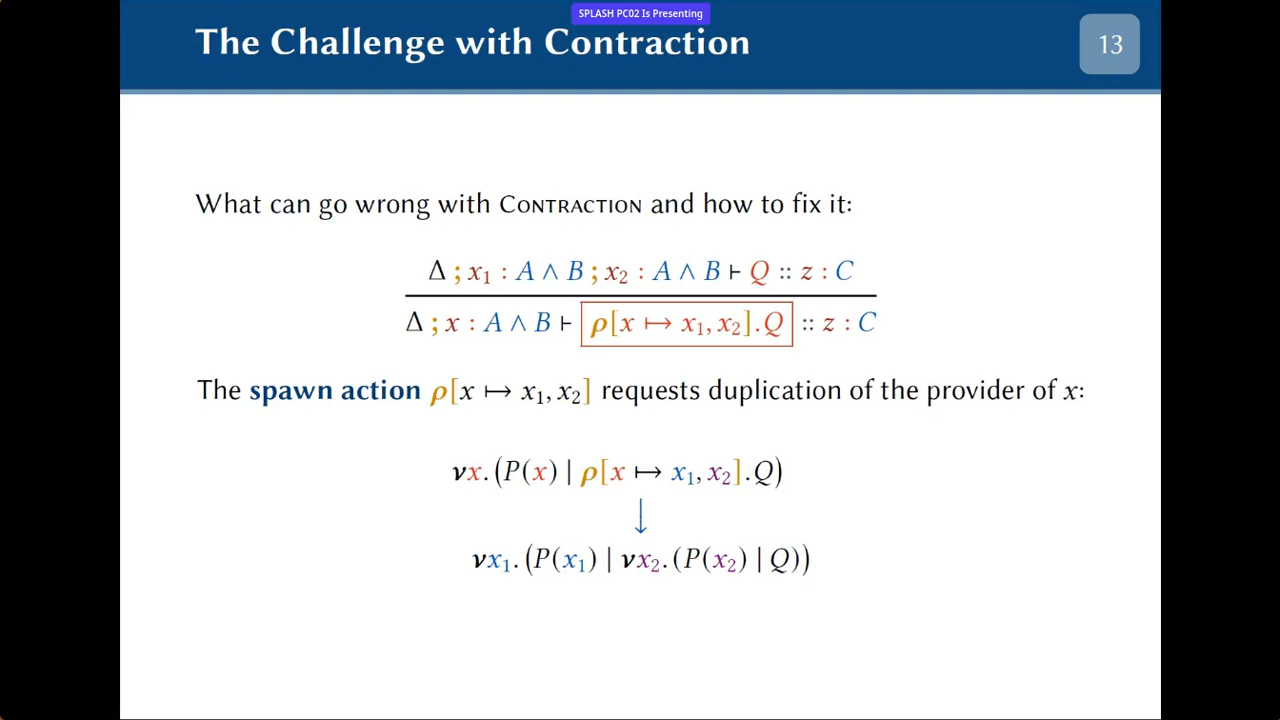 SPLASH PC02 Is Presenting
The Challenge with Contraction
13
What can go wrong with CONTRACTION and how to fix it:
Δ ; x₁ : A ∧ B ; x₂ : A ∧ B ⊢ Q :: z : C
Δ ; x : A ∧ B ⊢ ρ[x ↦ x₁, x₂].Q :: z : C
The spawn action ρ[x ↦ x₁, x₂] requests duplication of the provider of x:
νx.(P(x) | ρ[x ↦ x₁, x₂].Q)
↓
νx₁.(P(x₁) | νx₂.(P(x₂) | Q))